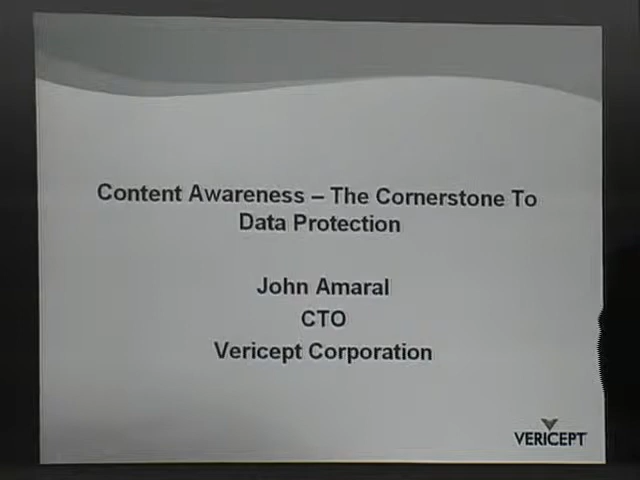 Content Awareness – The Cornerstone To
Data Protection
John Amaral
CTO
Vericept Corporation
VERICEPT